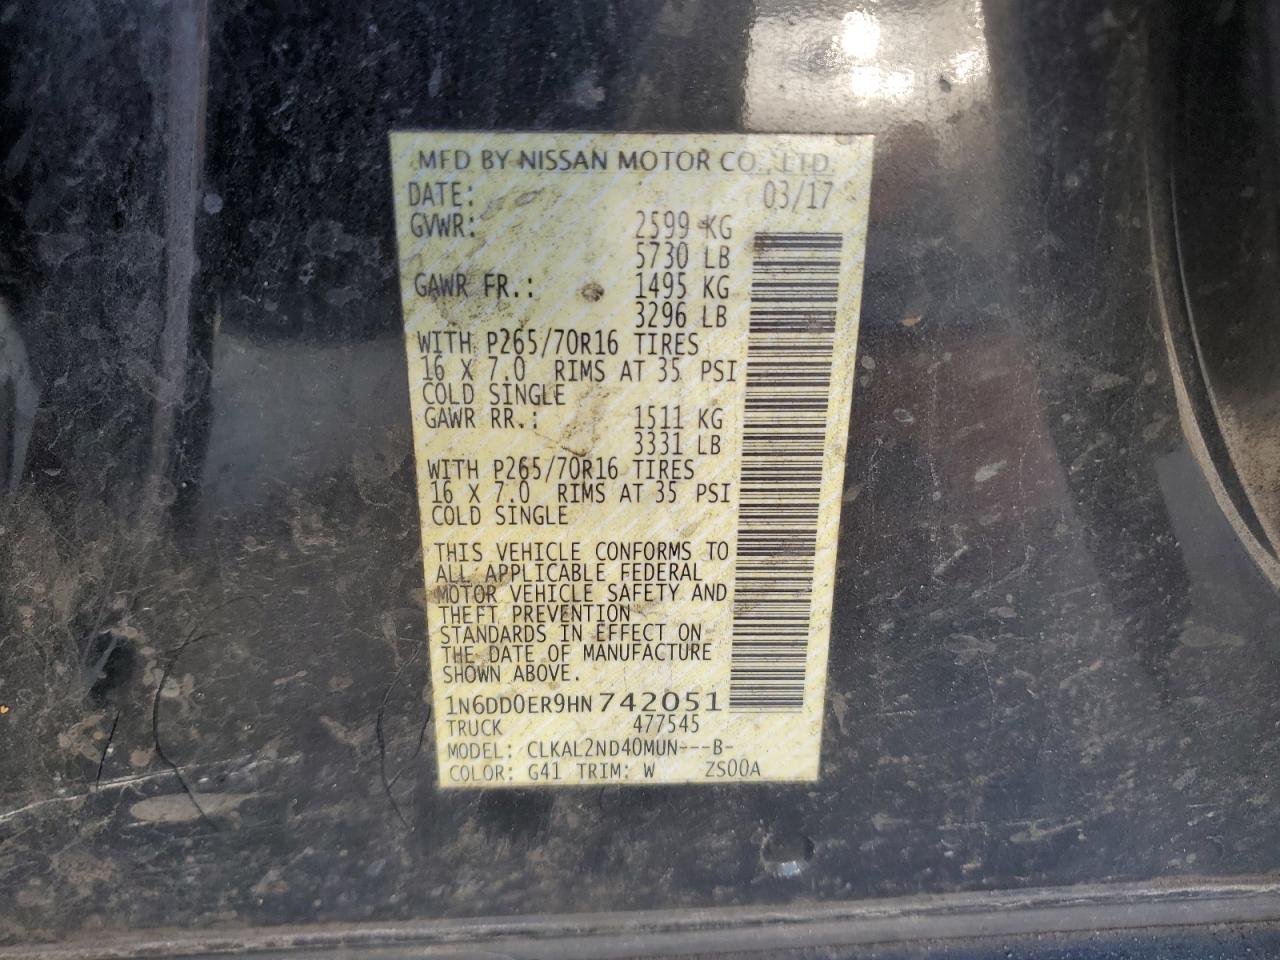 MFD BY NISSAN MOTOR CO., LTD.
DATE: 03/17
GVWR: 2599 KG
5730 LB
GAWR FR.: 1495 KG
3296 LB
WITH P265/70R16 TIRES
16 X 7.0 RIMS AT 35 PSI
COLD SINGLE
GAWR RR.: 1511 KG
3331 LB
WITH P265/70R16 TIRES
16 X 7.0 RIMS AT 35 PSI
COLD SINGLE
THIS VEHICLE CONFORMS TO
ALL APPLICABLE FEDERAL
MOTOR VEHICLE SAFETY AND
THEFT PREVENTION
STANDARDS IN EFFECT ON
THE DATE OF MANUFACTURE
SHOWN ABOVE.
1N6DD0ER9HN742051
TRUCK 477545
MODEL: CLKAL2ND40MUN---B-
COLOR: G41 TRIM: W ZS00A